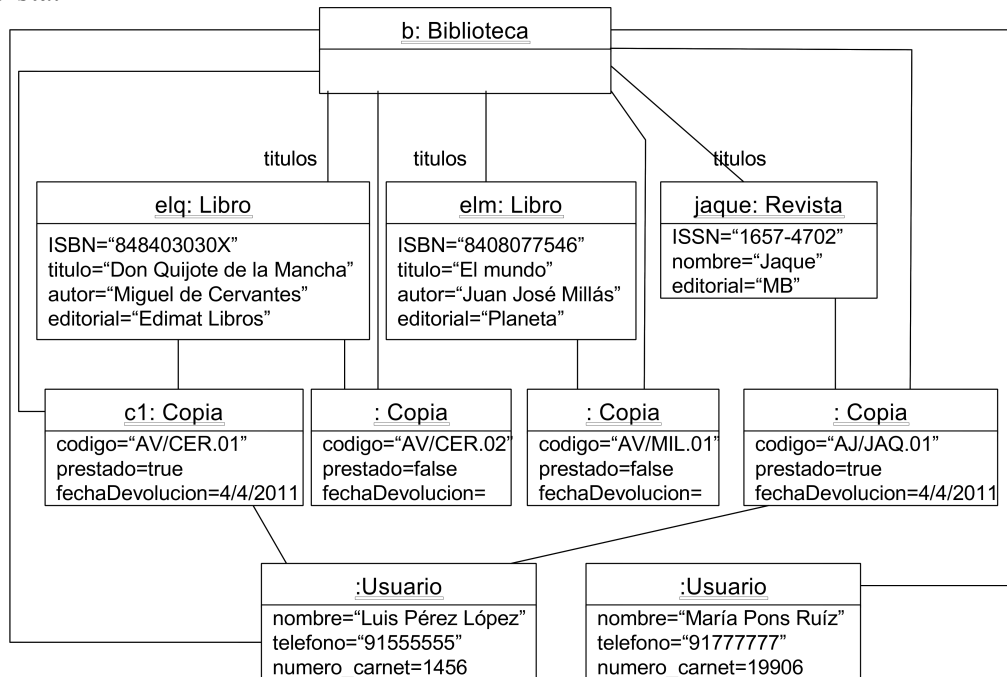 b: Biblioteca
titulos
titulos
titulos
elq: Libro
ISBN=“848403030X”
titulo=“Don Quijote de la Mancha”
autor=“Miguel de Cervantes”
editorial=“Edimat Libros”
elm: Libro
ISBN=“8408077546”
titulo=“El mundo”
autor=“Juan José Millás”
editorial=“Planeta”
jaque: Revista
ISSN=“1657-4702”
nombre=“Jaque”
editorial=“MB”
c1: Copia
codigo=“AV/CER.01”
prestado=true
fechaDevolucion=4/4/2011
: Copia
codigo=“AV/CER.02”
prestado=false
fechaDevolucion=
: Copia
codigo=“AV/MIL.01”
prestado=false
fechaDevolucion=
: Copia
codigo=“AJ/JAQ.01”
prestado=true
fechaDevolucion=4/4/2011
:Usuario
nombre=“Luis Pérez López”
telefono=“91555555”
numero_carnet=1456
:Usuario
nombre=“María Pons Ruíz”
telefono=“91777777”
numero_carnet=19906